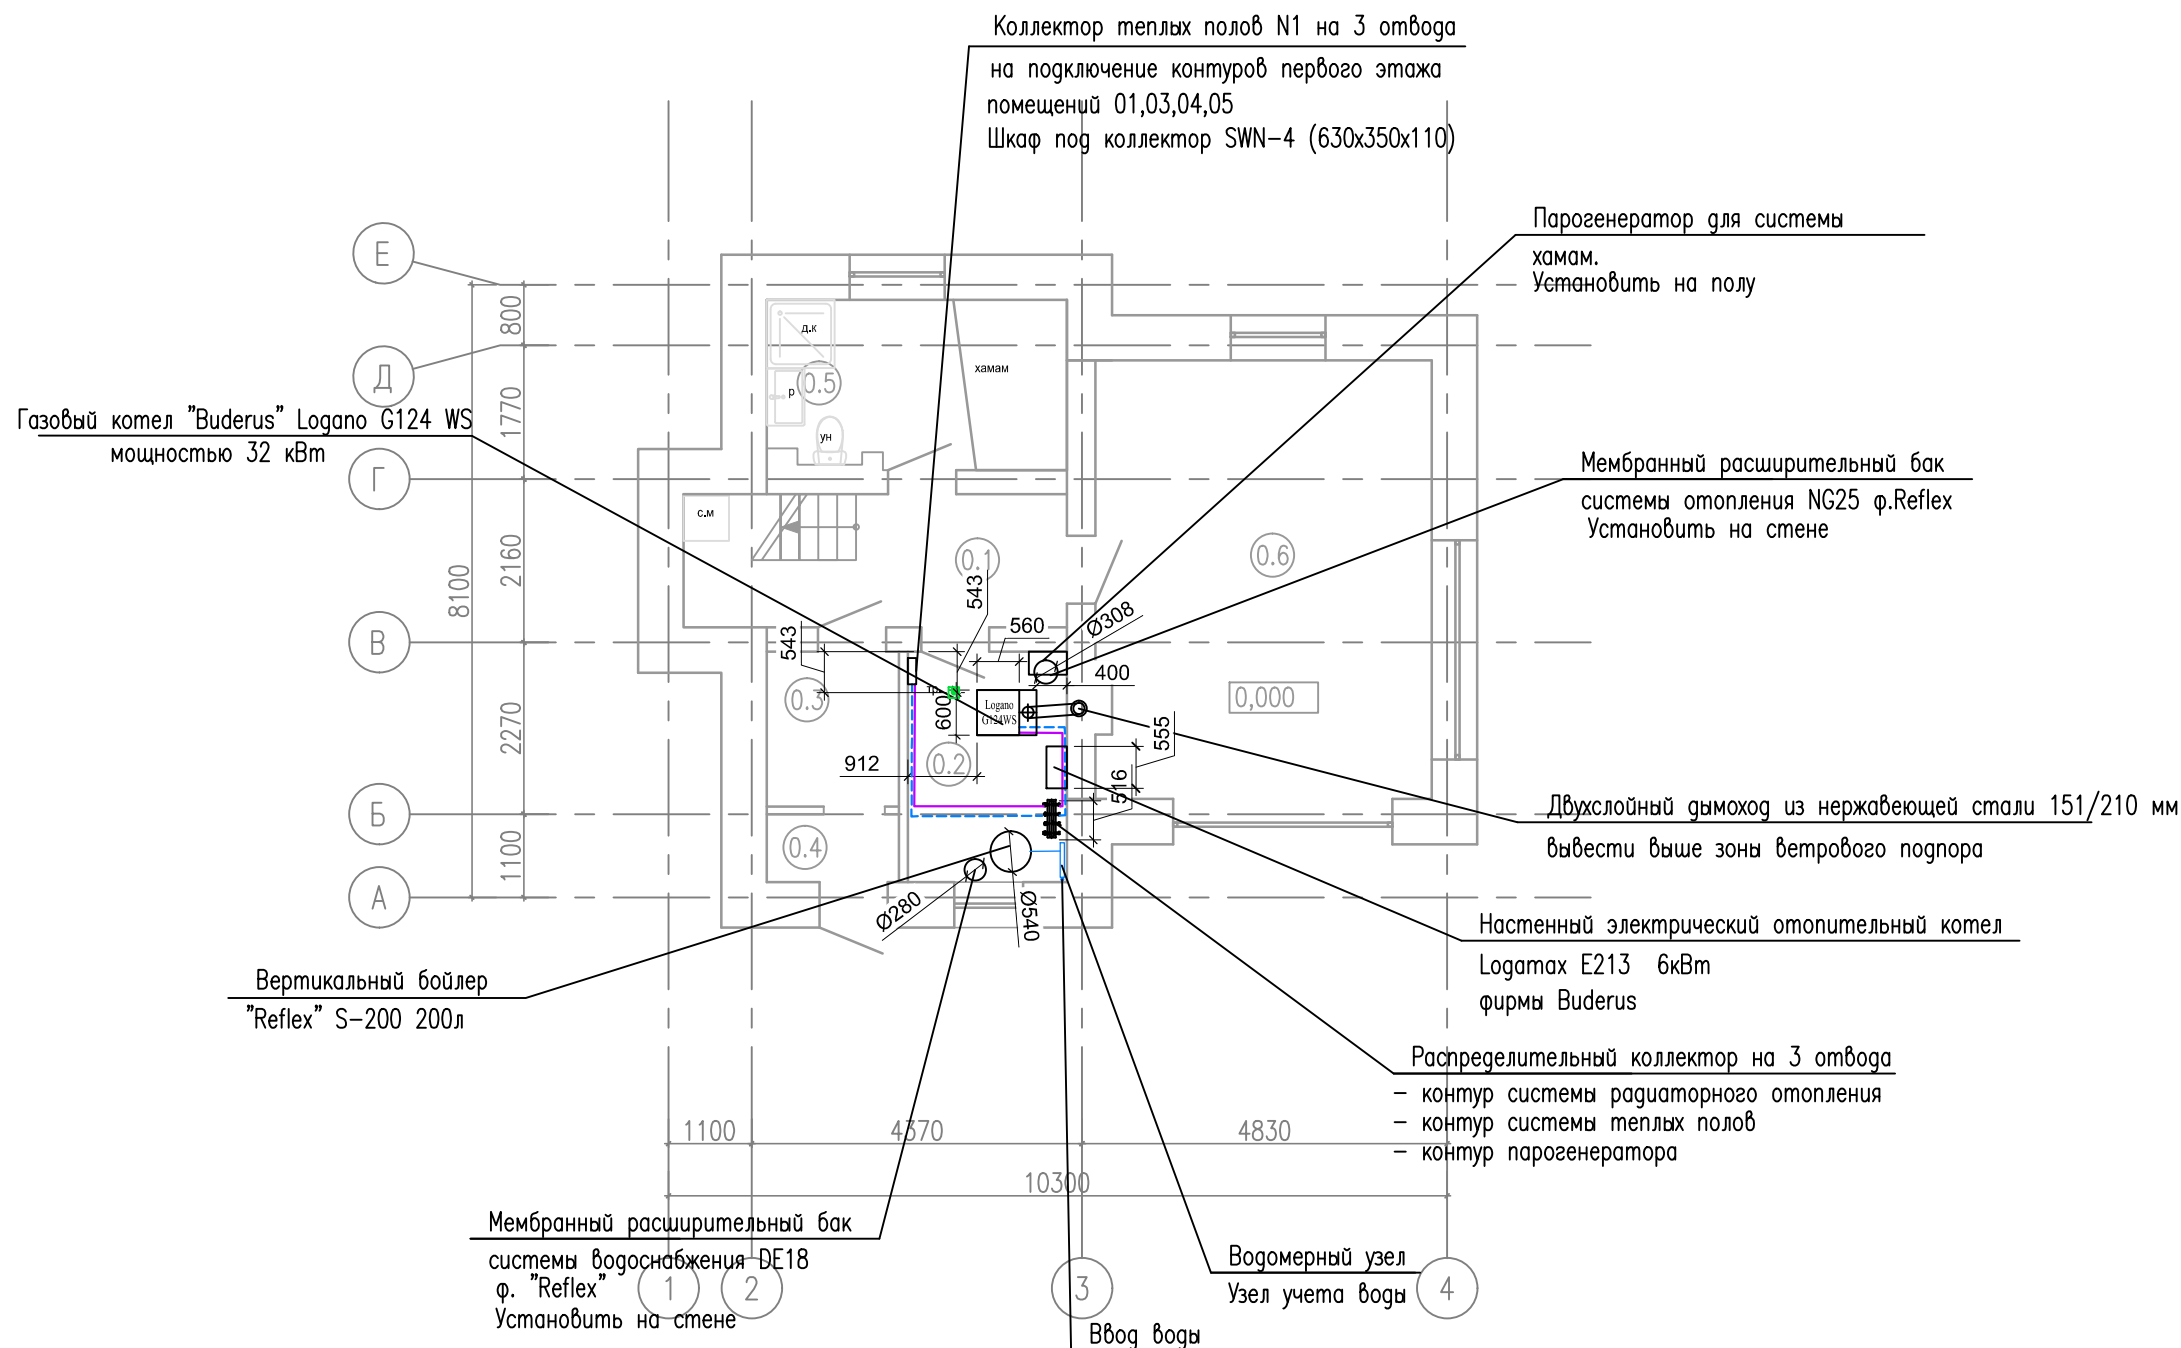 Коллектор теплых полов N1 на 3 отвода
на подключение контуров первого этажа
помещений 01,03,04,05
Шкаф под коллектор SWN-4 (630x350x110)
Парогенератор для системы
хамам.
Установить на полу
Газовый котел "Buderus" Logano G124 WS
мощностью 32 кВт
Мембранный расширительный бак
системы отопления NG25 ф.Reflex
Установить на стене
Е
Д
Г
В
Б
А
800
1770
2160
2270
1100
8100
д.к
р
0.5
ун
хамам
с.м
0.1
0.6
543
543
560
Ø308
400
0.3
тр
600
Logano
G124WS
0,000
555
912
0.2
516
0.4
Ø280
Ø540
Двухслойный дымоход из нержавеющей стали 151/210 мм
вывести выше зоны ветрового подпора
Настенный электрический отопительный котел
Logamax E213 6кВт
фирмы Buderus
Вертикальный бойлер
"Reflex" S-200 200л
Распределительный коллектор на 3 отвода
- контур системы радиаторного отопления
- контур системы теплых полов
- контур парогенератора
1100
4370
4830
10300
Мембранный расширительный бак
системы водоснабжения DE18
ф. "Reflex"
Установить на стене
Водомерный узел
Узел учета воды
Ввод воды
1
2
3
4